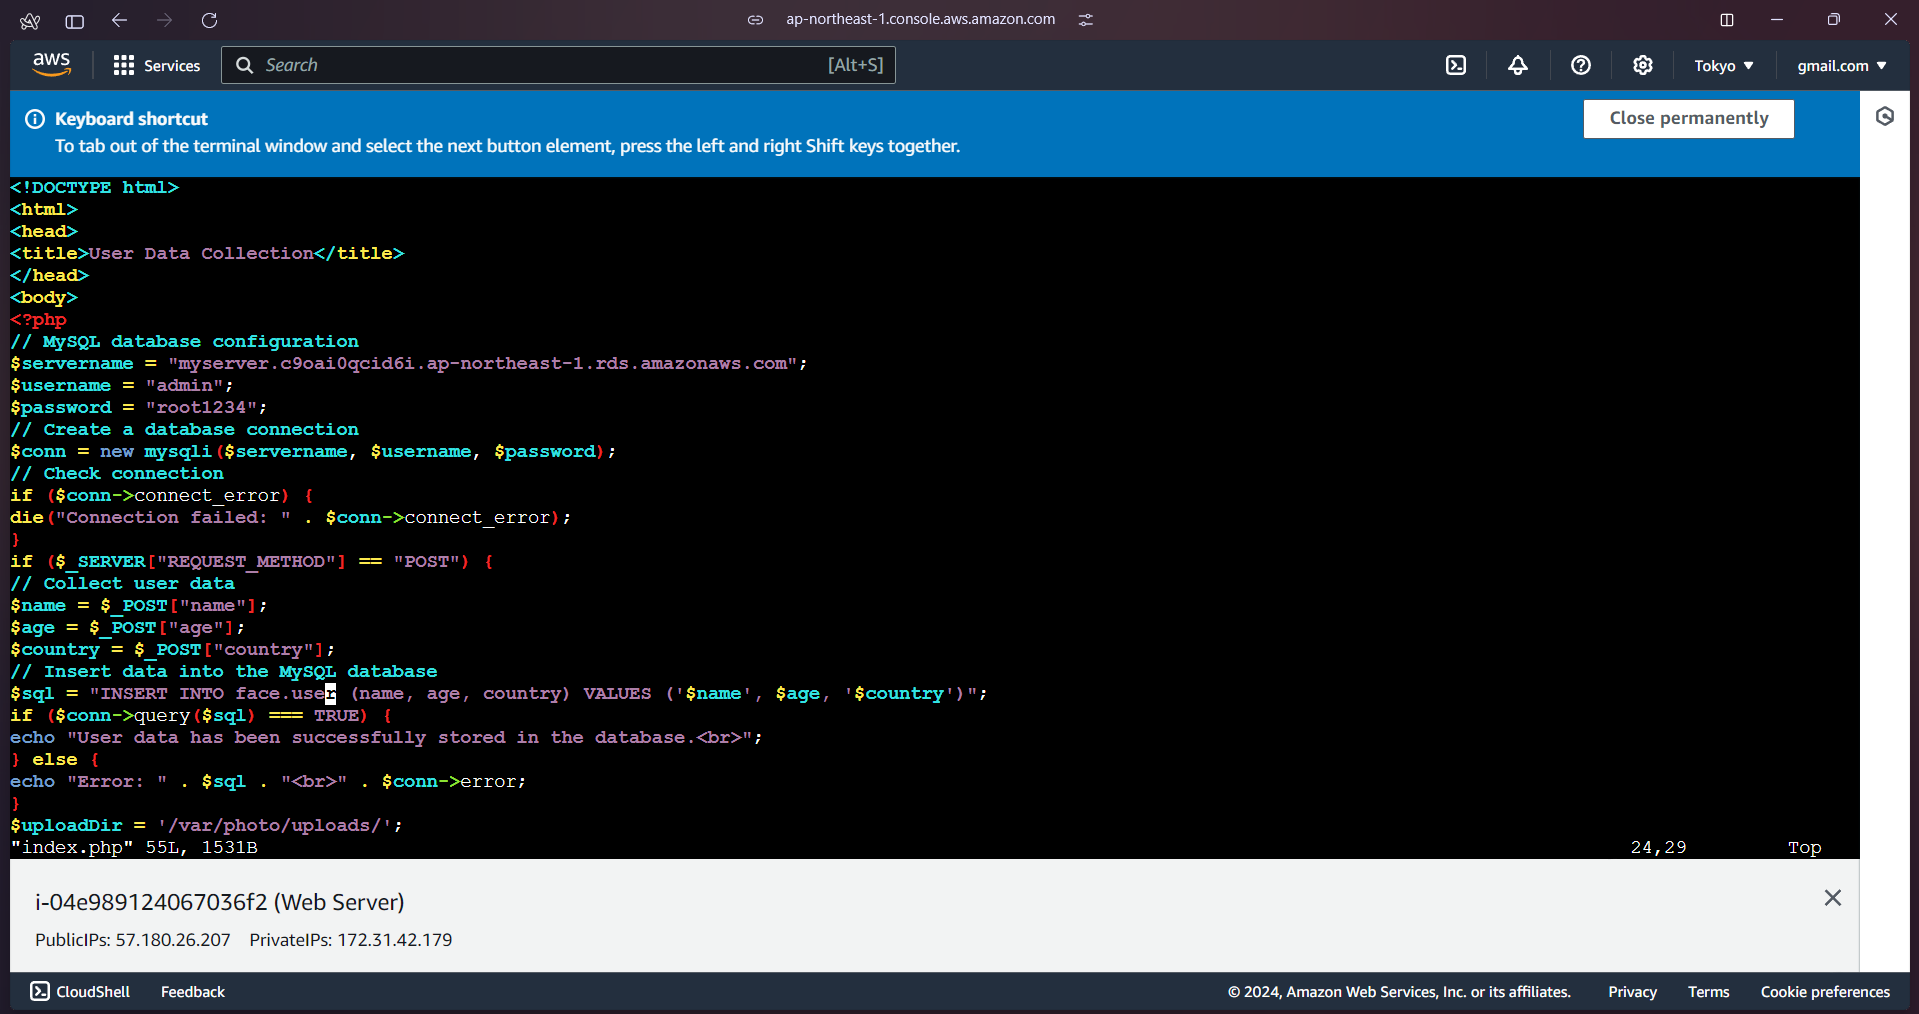 ap-northeast-1.console.aws.amazon.com
aws
Services
Search
[Alt+S]
Tokyo
gmail.com
Keyboard shortcut
To tab out of the terminal window and select the next button element, press the left and right Shift keys together.
Close permanently
<!DOCTYPE html>
<html>
<head>
<title>User Data Collection</title>
</head>
<body>
<?php
// MySQL database configuration
$servername = "myserver.c9oai0qcid6i.ap-northeast-1.rds.amazonaws.com";
$username = "admin";
$password = "root1234";
// Create a database connection
$conn = new mysqli($servername, $username, $password);
// Check connection
if ($conn->connect_error) {
die("Connection failed: " . $conn->connect_error);
}
if ($_SERVER["REQUEST_METHOD"] == "POST") {
// Collect user data
$name = $_POST["name"];
$age = $_POST["age"];
$country = $_POST["country"];
// Insert data into the MySQL database
$sql = "INSERT INTO face.user (name, age, country) VALUES ('$name', $age, '$country')";
if ($conn->query($sql) === TRUE) {
echo "User data has been successfully stored in the database.<br>";
} else {
echo "Error: " . $sql . "<br>" . $conn->error;
}
$uploadDir = '/var/photo/uploads/';
"index.php" 55L, 1531B
24,29
Top
i-04e989124067036f2 (Web Server)
PublicIPs: 57.180.26.207 PrivateIPs: 172.31.42.179
CloudShell
Feedback
© 2024, Amazon Web Services, Inc. or its affiliates.
Privacy
Terms
Cookie preferences